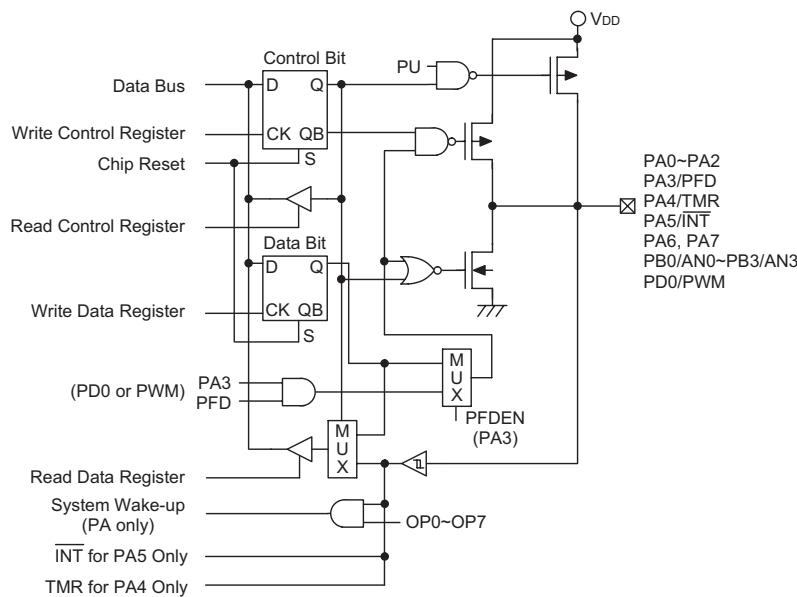 VDD
Control Bit
PU
Data Bus
D Q
Write Control Register
CK QB
Chip Reset
S
PA0~PA2
PA3/PFD
PA4/TMR
PA5/I̅N̅T̅
PA6, PA7
PB0/AN0~PB3/AN3
PD0/PWM
Read Control Register
Data Bit
D Q
Write Data Register
CK QB
S
M
U
X
(PD0 or PWM)
PA3
PFD
PFDEN
(PA3)
M
U
X
Read Data Register
System Wake-up
(PA only)
OP0~OP7
I̅N̅T̅ for PA5 Only
TMR for PA4 Only